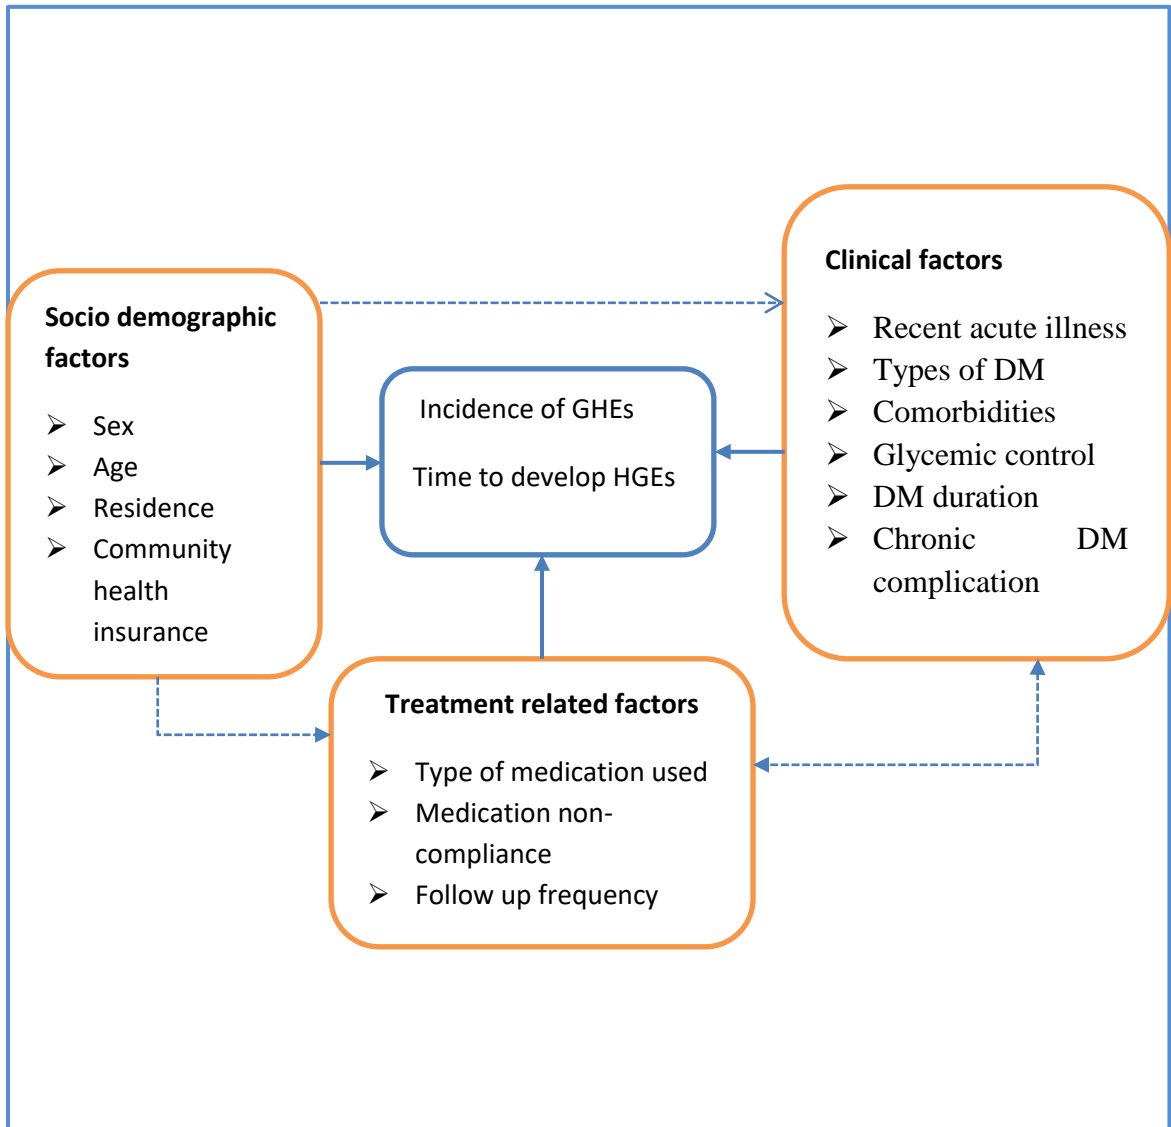 Socio demographic
factors
➢ Sex
➢ Age
➢ Residence
➢ Community
health
insurance
Incidence of GHEs
Time to develop HGEs
Clinical factors
➢ Recent acute illness
➢ Types of DM
➢ Comorbidities
➢ Glycemic control
➢ DM duration
➢ Chronic DM
complication
Treatment related factors
➢ Type of medication used
➢ Medication non-
compliance
➢ Follow up frequency